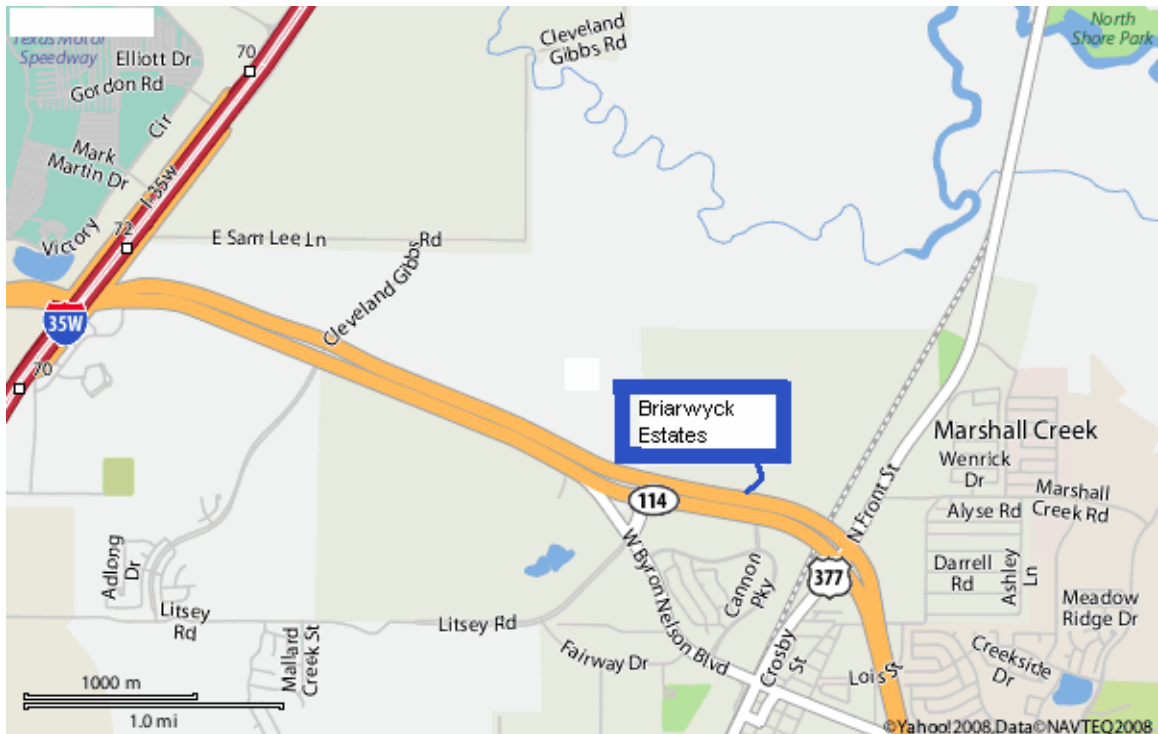 Texas Motor
Speedway
70
Elliott Dr
Gordon Rd
Cir
Mark
Martin Dr
I-35W
Victory
72
E Sam Lee Ln
Cleveland Gibbs Rd
Cleveland
Gibbs Rd
North
Shore Park
35W
70
Briarwyck
Estates
Marshall Creek
Wenrick
Dr
N Front St
Marshall
Creek Rd
Alyse Rd
114
377
Darrell
Rd
Ashley
Ln
Meadow
Ridge Dr
Adlong
Dr
W Byron Nelson Blvd
Cannon
Pky
Litsey
Rd
Litsey Rd
Mallard
Creek St
Fairway Dr
Crosby
St
Lois St
Creekside
Dr
1000 m
1.0 mi
©Yahoo!2008,Data©NAVTEQ2008